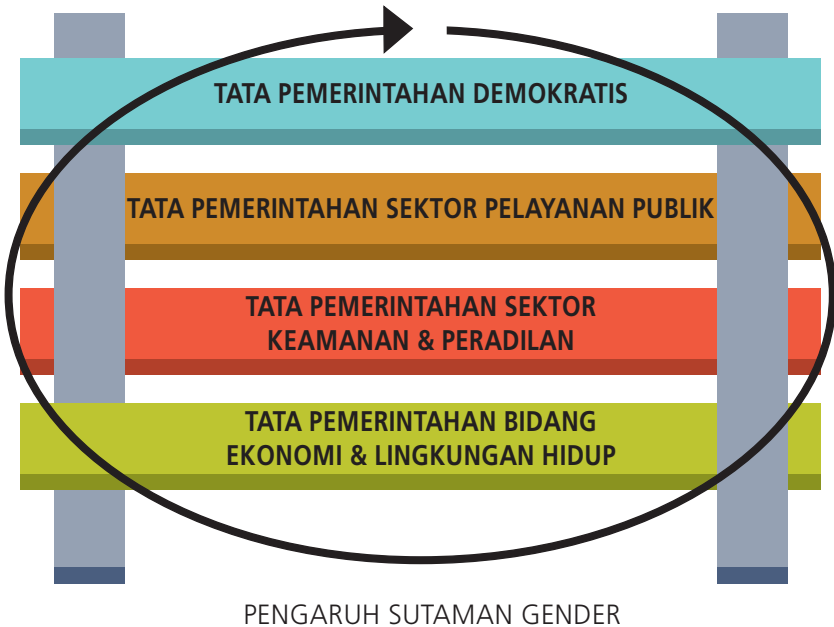 TATA PEMERINTAHAN DEMOKRATIS
TATA PEMERINTAHAN SEKTOR PELAYANAN PUBLIK
TATA PEMERINTAHAN SEKTOR
KEAMANAN & PERADILAN
TATA PEMERINTAHAN BIDANG
EKONOMI & LINGKUNGAN HIDUP
PENGARUH SUTAMAN GENDER